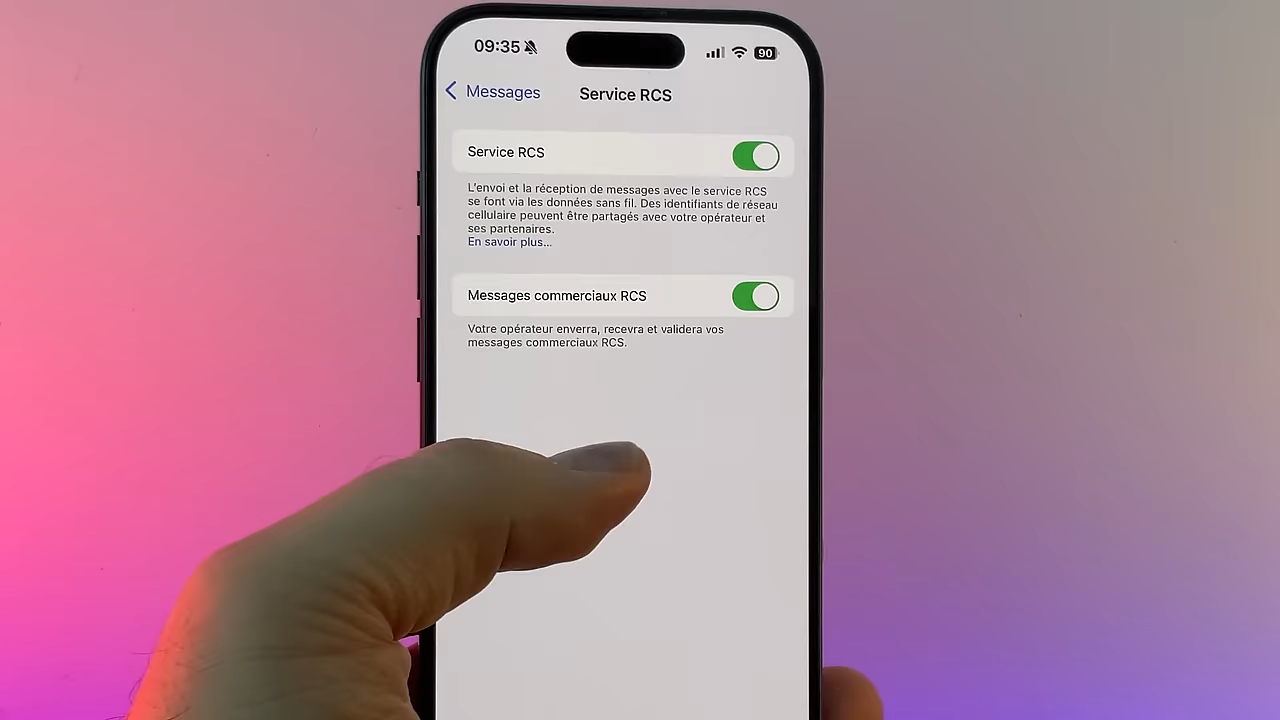 09:35
90
Messages
Service RCS
Service RCS
L'envoi et la réception de messages avec le service RCS
se font via les données sans fil. Des identifiants de réseau
cellulaire peuvent être partagés avec votre opérateur et
ses partenaires.
En savoir plus...
Messages commerciaux RCS
Votre opérateur enverra, recevra et validera vos
messages commerciaux RCS.